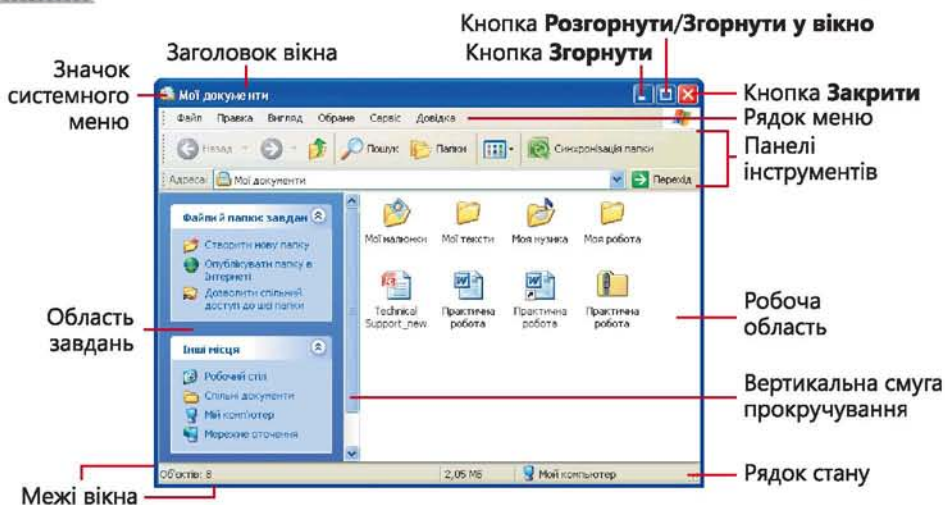 Кнопка Розгорнути/Згорнути у вікно
Заголовок вікна
Кнопка Згорнути
Значок
системного
меню
Мої документи
Кнопка Закрити
Файл Правка Вигляд Обране Сервіс Довідка
Рядок меню
Назад Пошук Папки Синхронізація папки
Панелі
інструментів
Адреса: Мої документи Перехід
Файли й папки: завдан
Створити нову папку
Опублікувати папку в
Інтернеті
Дозволити спільний
доступ до цієї папки
Мої малюнки Мої тексти Моя музика Моя робота
Technical
Support_new
Практична
робота
Практична
робота
Практична
робота
Область
завдань
Робоча
область
Інші місця
Робочий стіл
Спільні документи
Мій комп'ютер
Мережне оточення
Вертикальна смуга
прокручування
Об'єктів: 8 2,05 МБ Мой компьютер
Рядок стану
Межі вікна